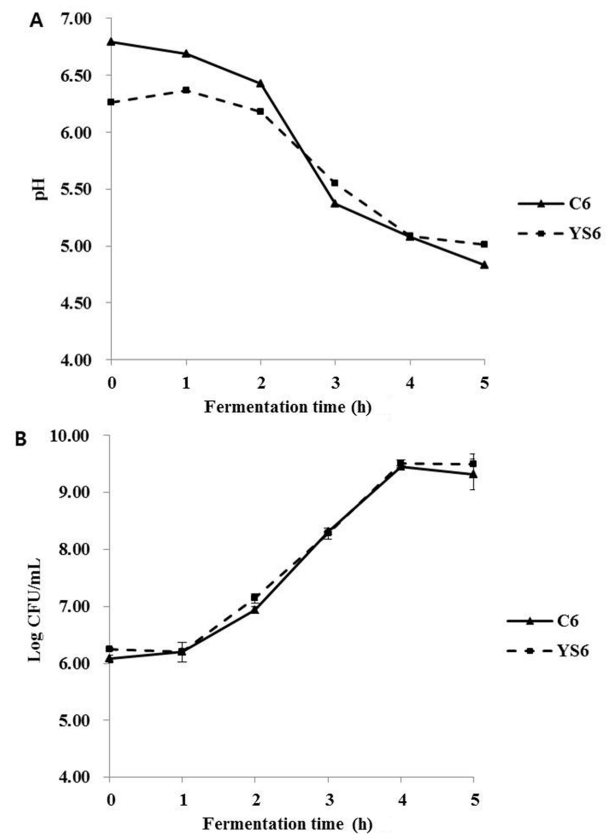 A
7.00
6.50
6.00
5.50
5.00
4.50
4.00
pH
0 1 2 3 4 5
Fermentation time (h)
C6
YS6
B
10.00
9.00
8.00
7.00
6.00
5.00
4.00
Log CFU/mL
0 1 2 3 4 5
Fermentation time (h)
C6
YS6